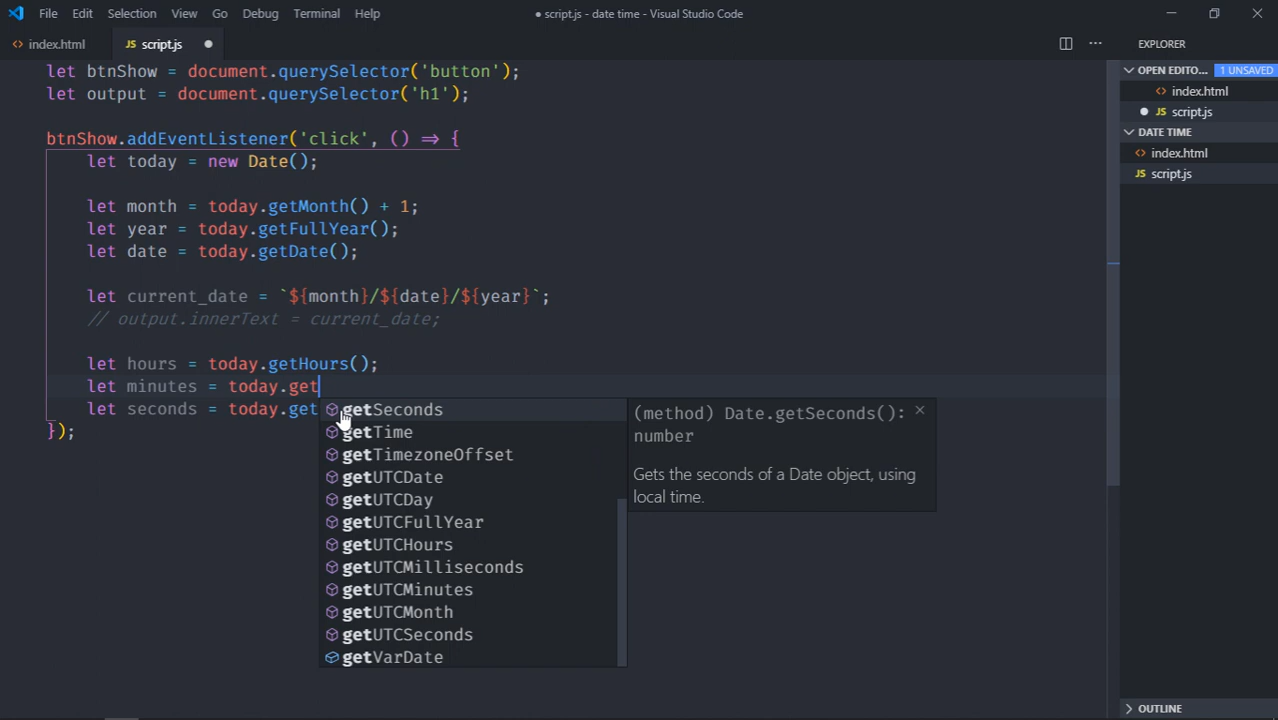 File Edit Selection View Go Debug Terminal Help
● script.js - date time - Visual Studio Code
<> index.html JS script.js ●
EXPLORER
let btnShow = document.querySelector('button');
let output = document.querySelector('h1');
btnShow.addEventListener('click', () => {
let today = new Date();
let month = today.getMonth() + 1;
let year = today.getFullYear();
let date = today.getDate();
let current_date = `${month}/${date}/${year}`;
// output.innerText = current_date;
let hours = today.getHours();
let minutes = today.get
let seconds = today.get
});
getSeconds
getTime
getTimezoneOffset
getUTCDate
getUTCDay
getUTCFullYear
getUTCHours
getUTCMilliseconds
getUTCMinutes
getUTCMonth
getUTCSeconds
getVarDate
(method) Date.getSeconds():
number
Gets the seconds of a Date object, using
local time.
OPEN EDITO... 1 UNSAVED
<> index.html
● JS script.js
DATE TIME
<> index.html
JS script.js
OUTLINE